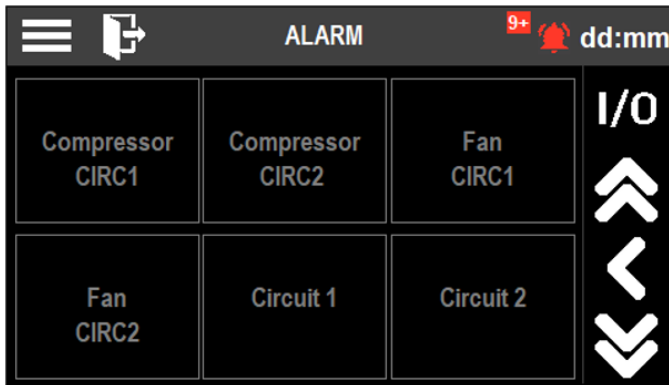 ALARM
9+
dd:mm
Compressor
CIRC1
Compressor
CIRC2
Fan
CIRC1
I/O
Fan
CIRC2
Circuit 1
Circuit 2